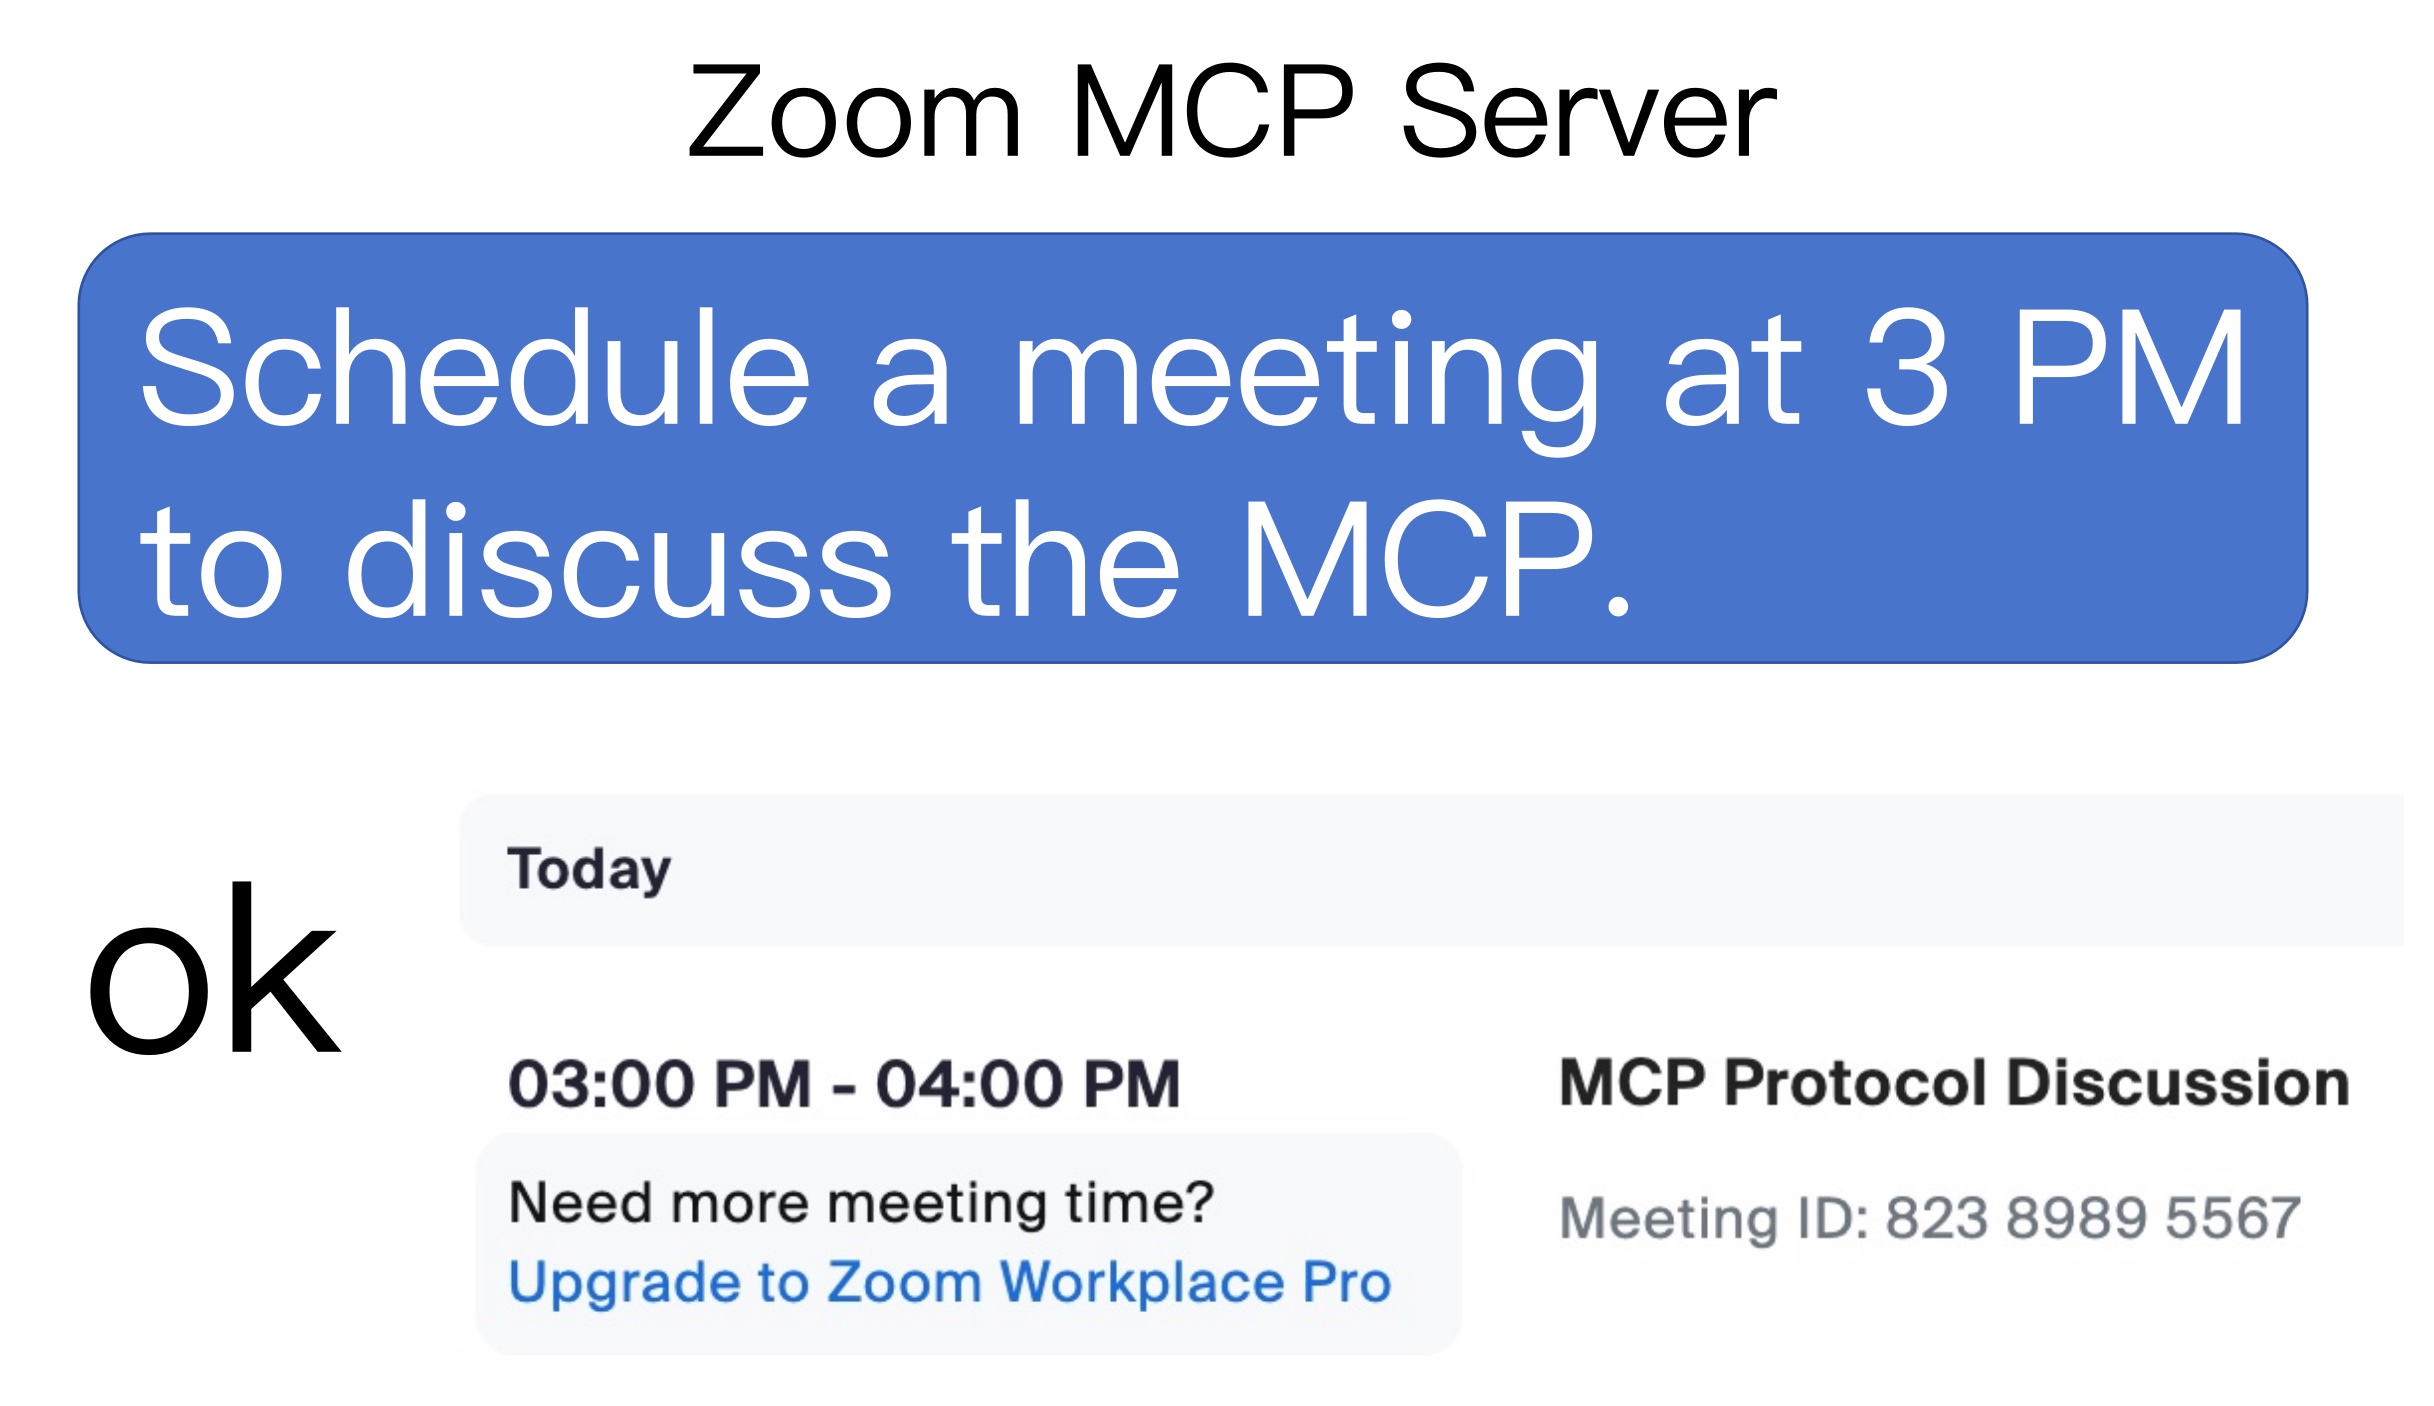 Zoom MCP Server
Schedule a meeting at 3 PM
to discuss the MCP.
ok
Today
03:00 PM - 04:00 PM
MCP Protocol Discussion
Need more meeting time?
Meeting ID: 823 8989 5567
Upgrade to Zoom Workplace Pro